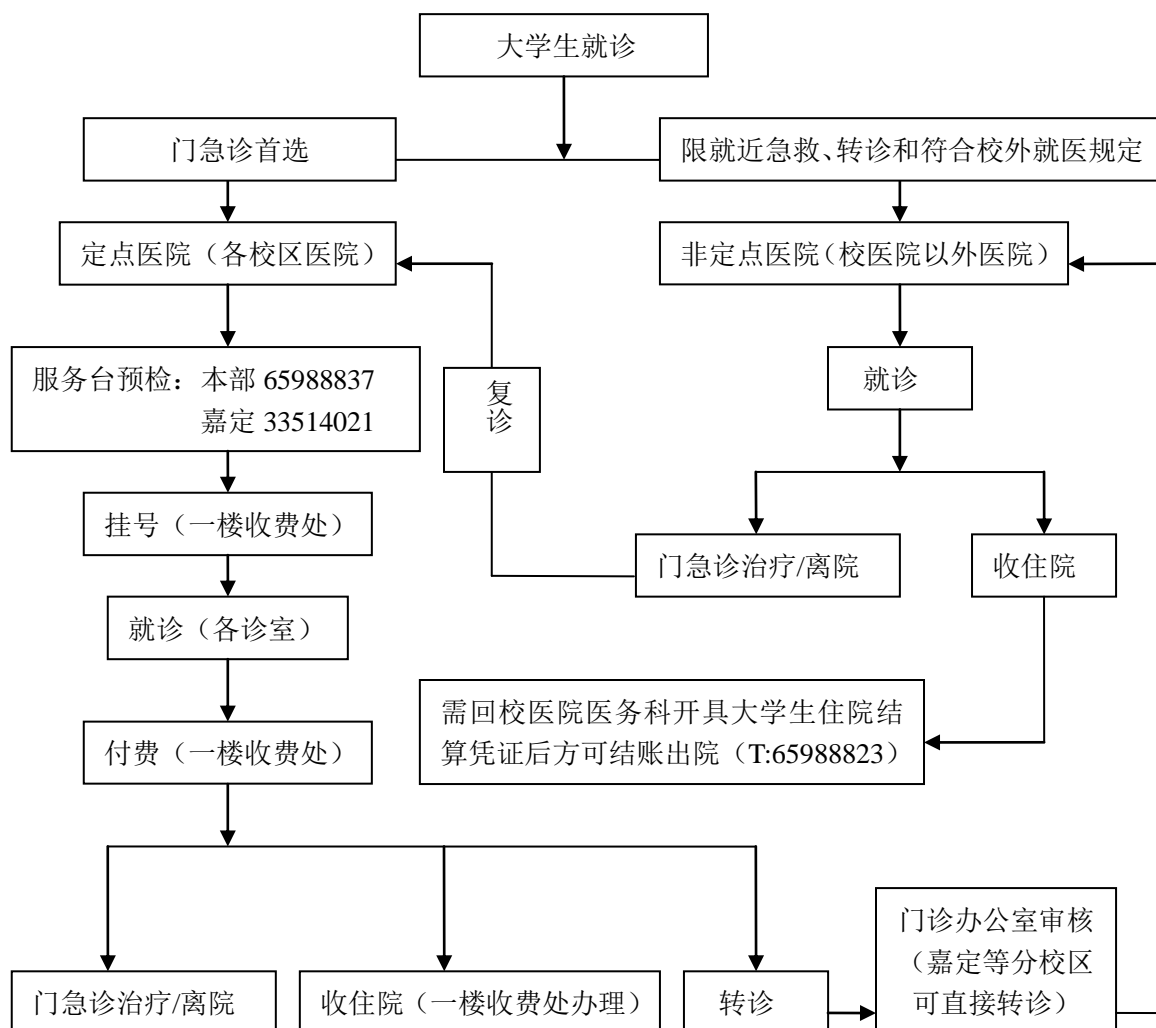 大学生就诊
门急诊首选
限就近急救、转诊和符合校外就医规定
定点医院（各校区医院）
非定点医院（校医院以外医院）
服务台预检：本部 65988837
嘉定 33514021
复
诊
就诊
挂号（一楼收费处）
门急诊治疗/离院
收住院
就诊（各诊室）
需回校医院医务科开具大学生住院结
算凭证后方可结账出院（T:65988823）
付费（一楼收费处）
门急诊治疗/离院
收住院（一楼收费处办理）
转诊
门诊办公室审核
（嘉定等分校区
可直接转诊）